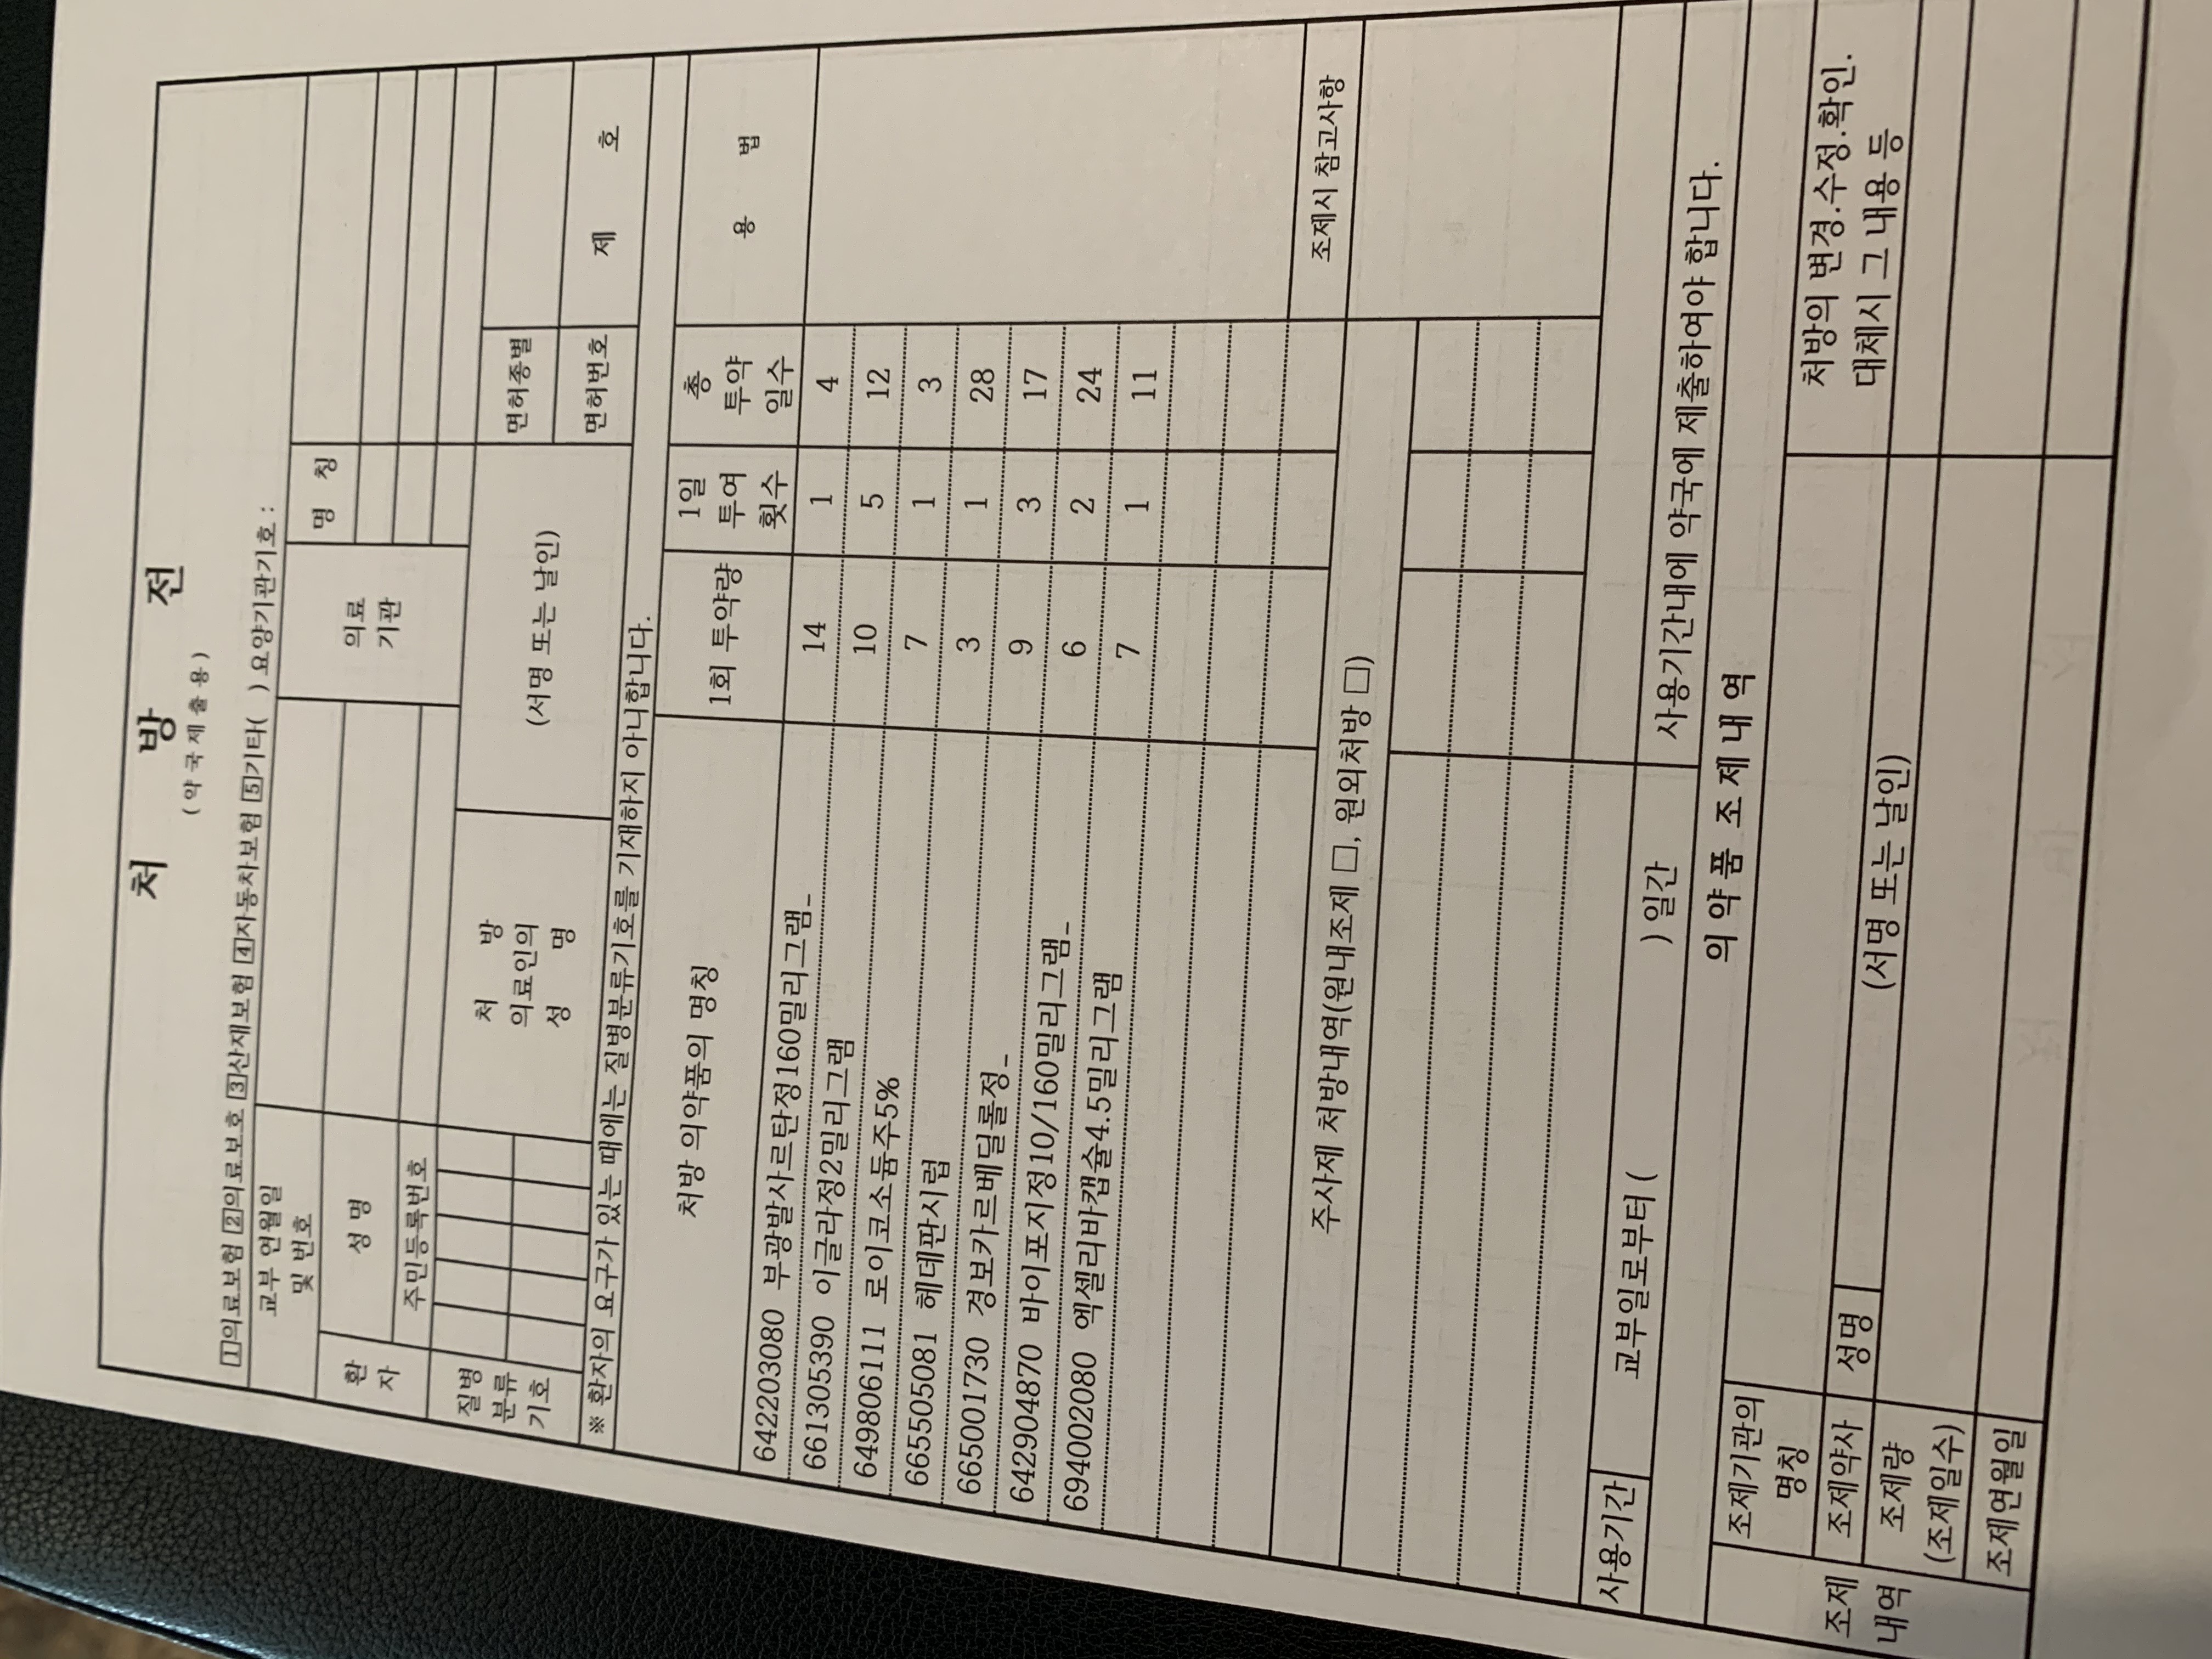 처 방 전
(약국제출용)
1의료보험 2의료보호 3산재보험 4자동차보험 5기타( ) 요양기관기호 :
교부 연월일
및 번호
환자
성명
주민등록번호
의료
기관
명 칭
질병
분류
기호
처 방
의료인의
성 명
(서명 또는 날인)
면허종별
면허번호
제 호
※ 환자의 요구가 있는 때에는 질병분류기호를 기재하지 아니합니다.
처방 의약품의 명칭 1회 투약량 1일 투여 횟수 총 투약 일수 용 법
642203080 부광발사르탄정160밀리그램_ 14 1 4
661305390 이글라정2밀리그램 10 5 12
649806111 로이코소듐주5% 7 1 3
665505081 헤데판시럽 3 1 28
665001730 경보카르베딜롤정_ 9 3 17
642904870 바이포지정10/160밀리그램_ 6 2 24
694002080 엑셀리바캡슐4.5밀리그램 7 1 11
주사제 처방내역(원내조제 □, 원외처방 □)
조제시 참고사항
사용기간 교부일로부터 ( ) 일간 사용기간내에 약국에 제출하여야 합니다.
의약품 조제내역
조제
내역
조제기관의
명칭
처방의 변경.수정.확인.
대체시 그 내용 등
조제약사 성명 (서명 또는 날인)
조제량
(조제일수)
조제연월일